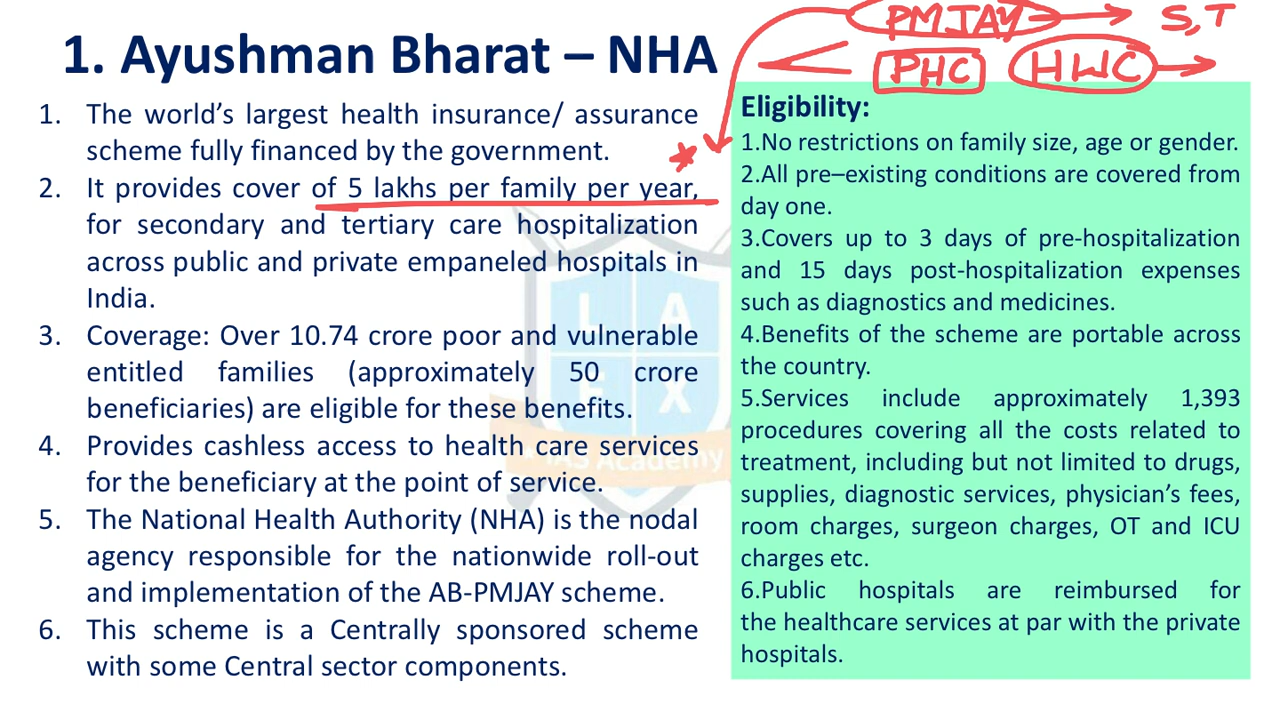 PMJAY → S, T
1. Ayushman Bharat – NHA
PHC HWC →
1. The world's largest health insurance/ assurance
scheme fully financed by the government.
2. It provides cover of 5 lakhs per family per year,
for secondary and tertiary care hospitalization
across public and private empaneled hospitals in
India.
3. Coverage: Over 10.74 crore poor and vulnerable
entitled families (approximately 50 crore
beneficiaries) are eligible for these benefits.
4. Provides cashless access to health care services
for the beneficiary at the point of service.
5. The National Health Authority (NHA) is the nodal
agency responsible for the nationwide roll-out
and implementation of the AB-PMJAY scheme.
6. This scheme is a Centrally sponsored scheme
with some Central sector components.
Eligibility:
1.No restrictions on family size, age or gender.
2.All pre–existing conditions are covered from
day one.
3.Covers up to 3 days of pre-hospitalization
and 15 days post-hospitalization expenses
such as diagnostics and medicines.
4.Benefits of the scheme are portable across
the country.
5.Services include approximately 1,393
procedures covering all the costs related to
treatment, including but not limited to drugs,
supplies, diagnostic services, physician's fees,
room charges, surgeon charges, OT and ICU
charges etc.
6.Public hospitals are reimbursed for
the healthcare services at par with the private
hospitals.
L A
E X
IAS Academy